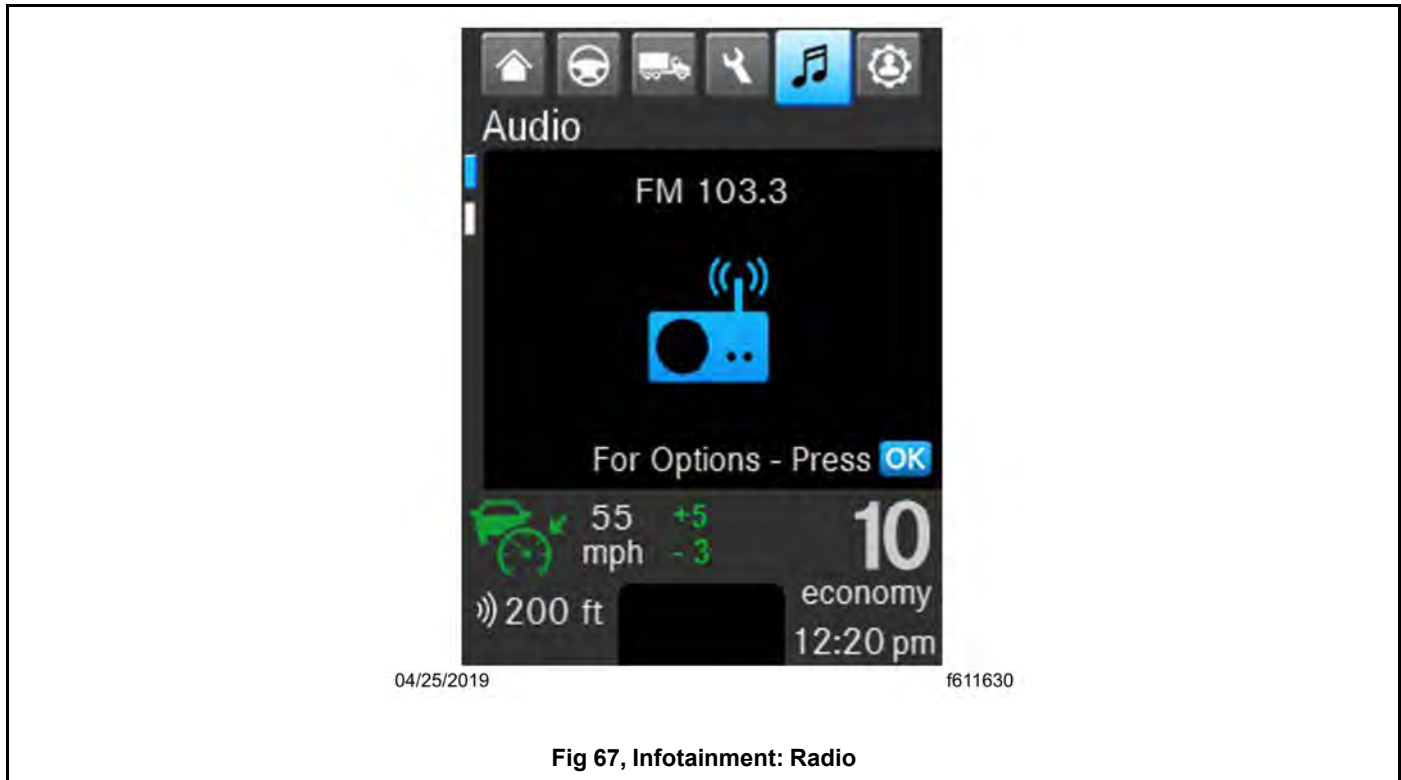 Audio
FM 103.3
For Options - Press OK
55 +5
mph - 3
10
economy
200 ft
12:20 pm
04/25/2019 f611630
Fig 67, Infotainment: Radio